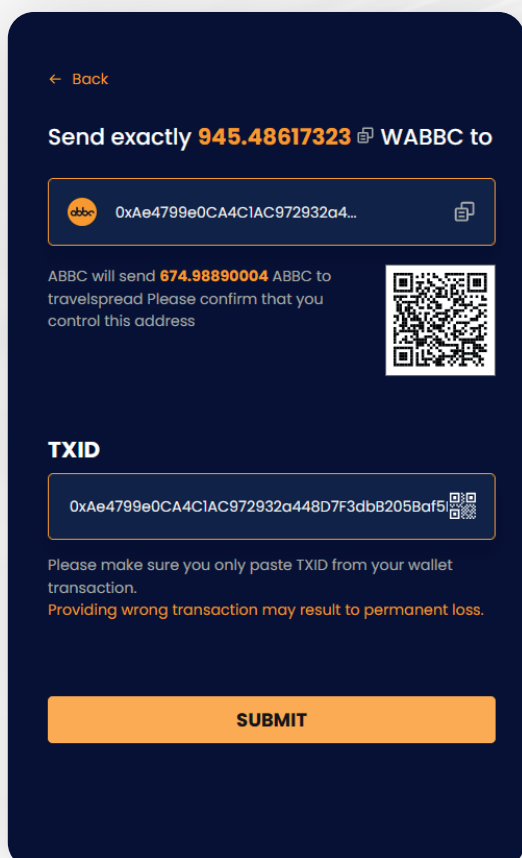 ← Back
Send exactly 945.48617323 WABBC to
abbc 0xAe4799e0CA4C1AC972932a4...
ABBC will send 674.98890004 ABBC to
travelspread Please confirm that you
control this address
TXID
0xAe4799e0CA4C1AC972932a448D7F3dbB205Baf5
Please make sure you only paste TXID from your wallet
transaction.
Providing wrong transaction may result to permanent loss.
SUBMIT